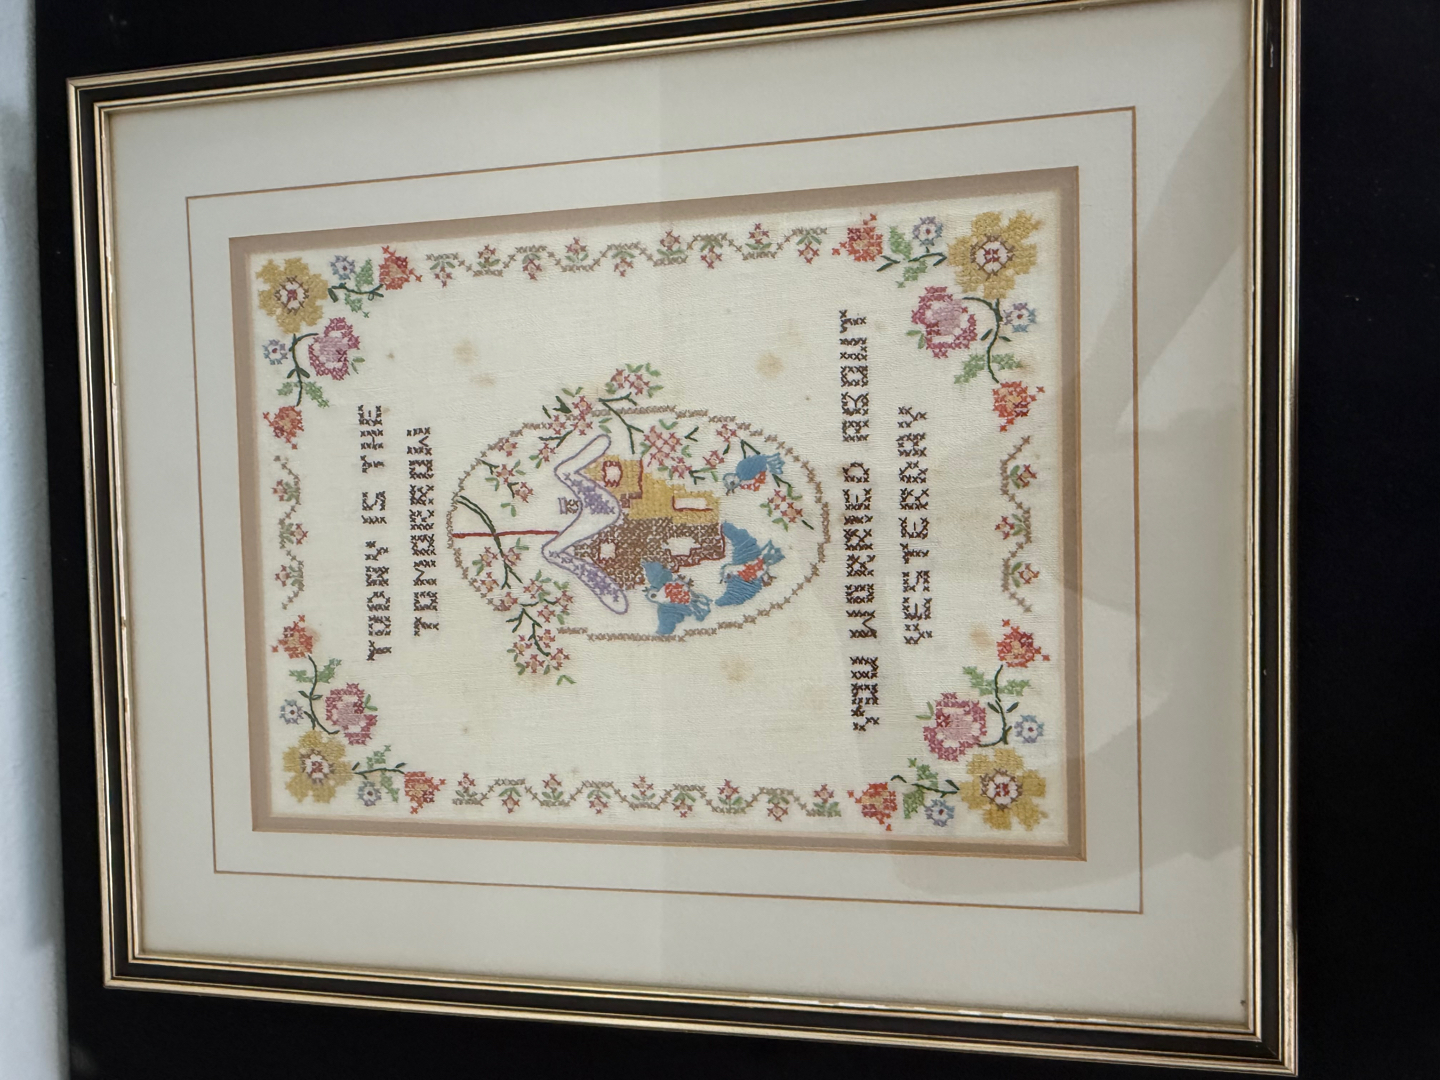 TODAY IS THE
TOMORROW
YOU WORRIED ABOUT
YESTERDAY